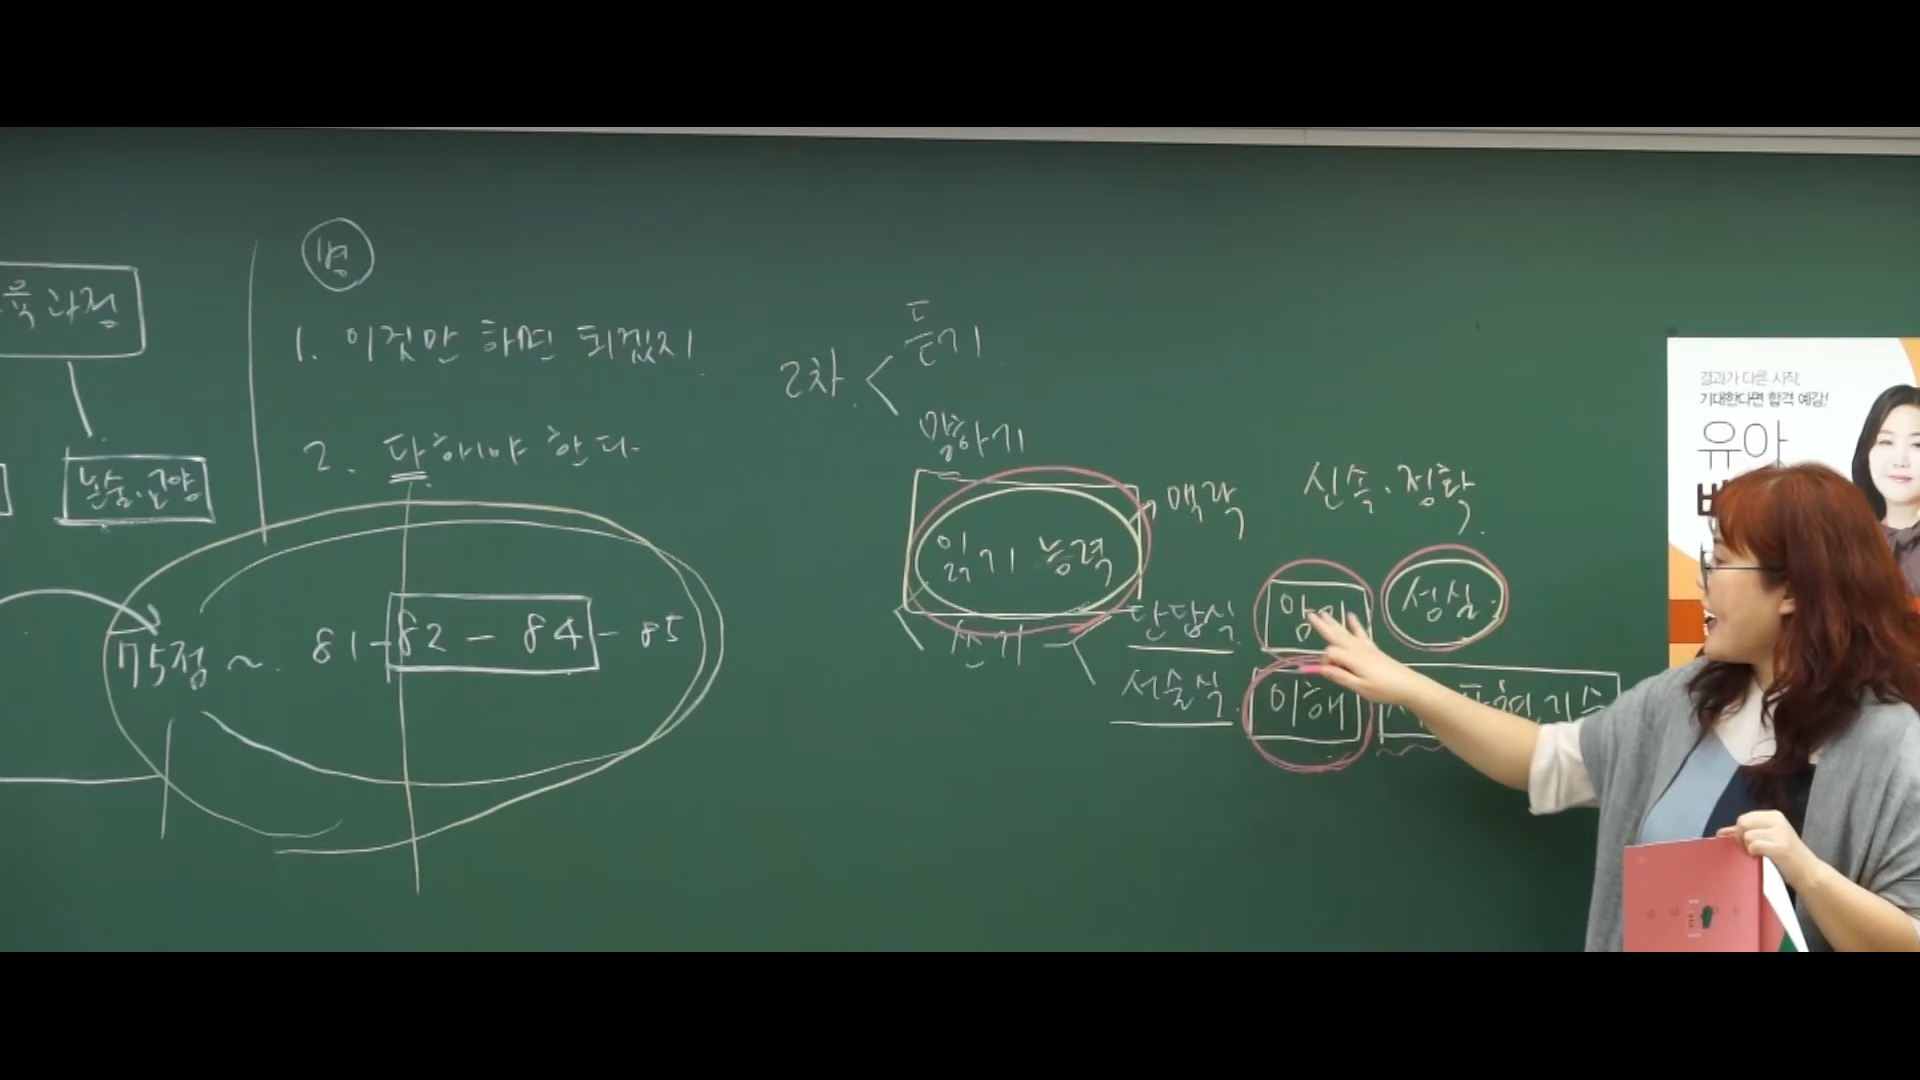 육과정
논술.교양
병
1. 이것만 하면 되겠지.
2. 다해야 한다.
75점 ~. 81-82 - 84 - 85
2차.
듣기
말하기
읽기 능력
맥락
쓰기
단답식.
서술식.
신속.정확.
성실.
이해
결과가 다른 시작,
기대한다면 합격 예감!
유아